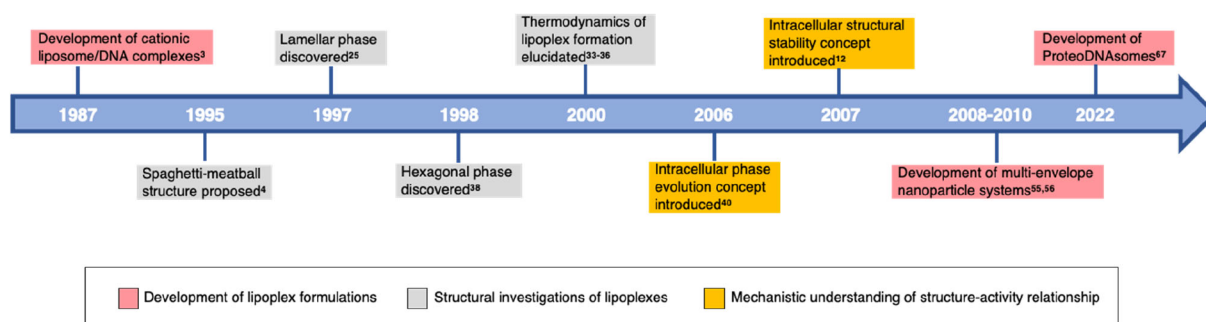 Development of cationic
liposome/DNA complexes³
Lamellar phase
discovered²⁵
Thermodynamics of
lipoplex formation
elucidated³³⁻³⁶
Intracellular structural
stability concept
introduced¹²
Development of
ProteoDNAsomes⁶⁷
1987 1995 1997 1998 2000 2006 2007 2008-2010 2022
Spaghetti-meatball
structure proposed⁴
Hexagonal phase
discovered³⁸
Intracellular phase
evolution concept
introduced⁴⁰
Development of multi-envelope
nanoparticle systems⁵⁵,⁵⁶
Development of lipoplex formulations
Structural investigations of lipoplexes
Mechanistic understanding of structure-activity relationship